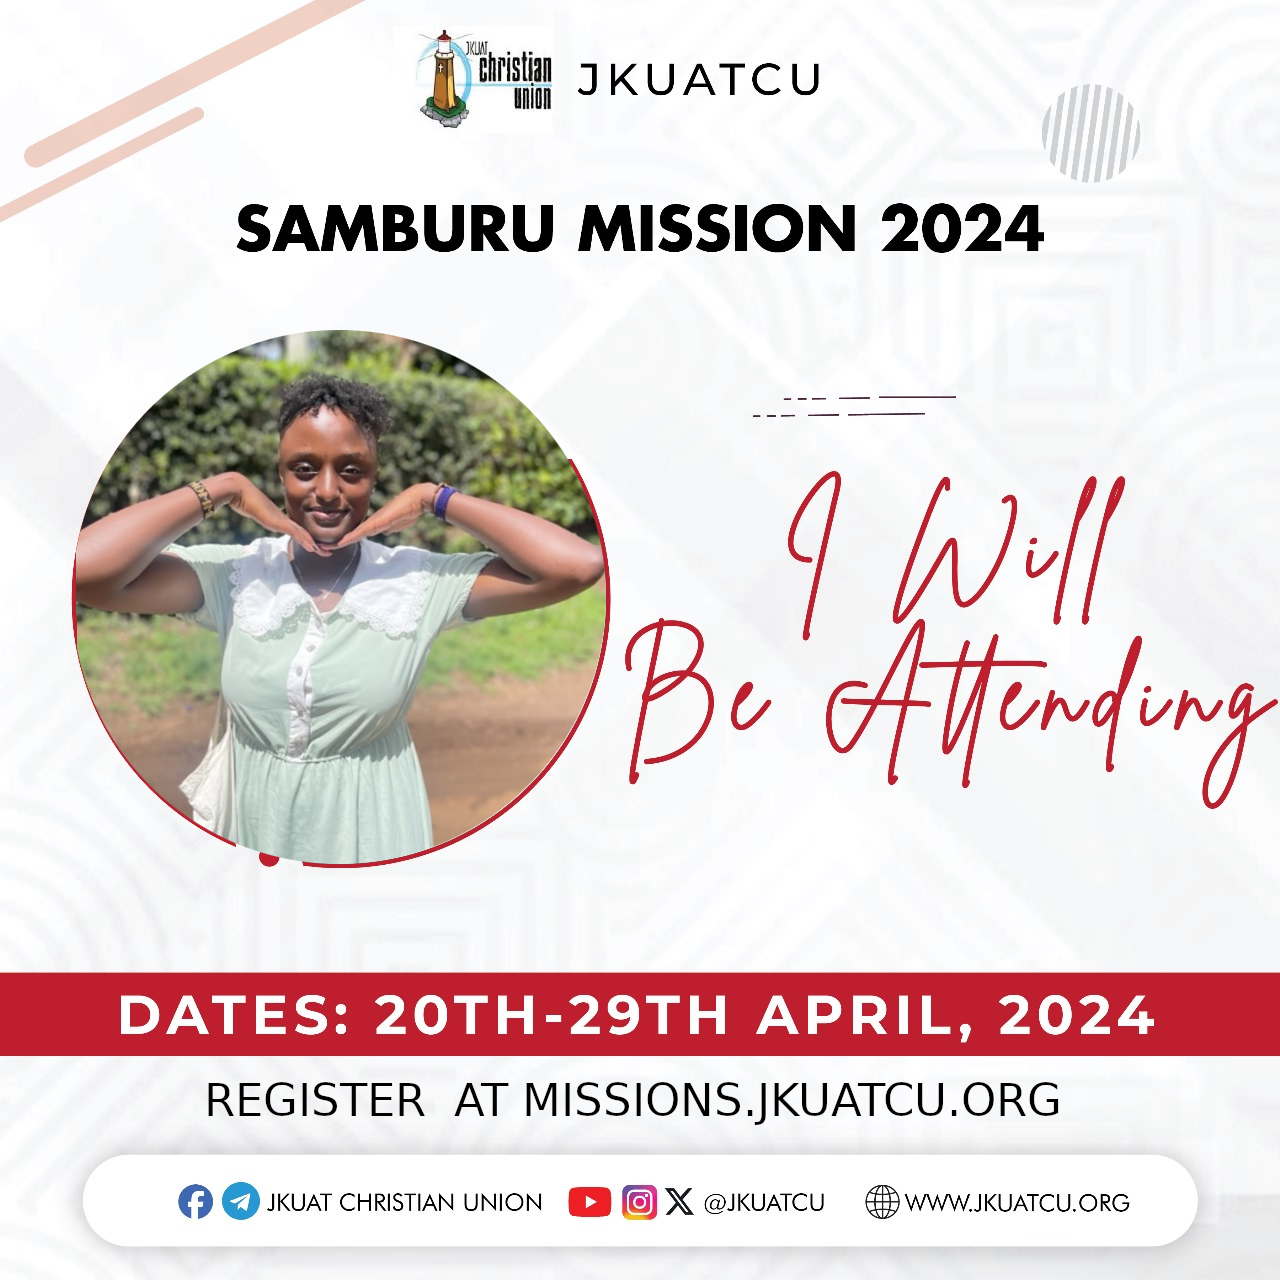 JKUAT
christian
union
JKUATCU
SAMBURU MISSION 2024
I Will
Be Attending
DATES: 20TH-29TH APRIL, 2024
REGISTER  AT MISSIONS.JKUATCU.ORG
JKUAT CHRISTIAN UNION @JKUATCU WWW.JKUATCU.ORG